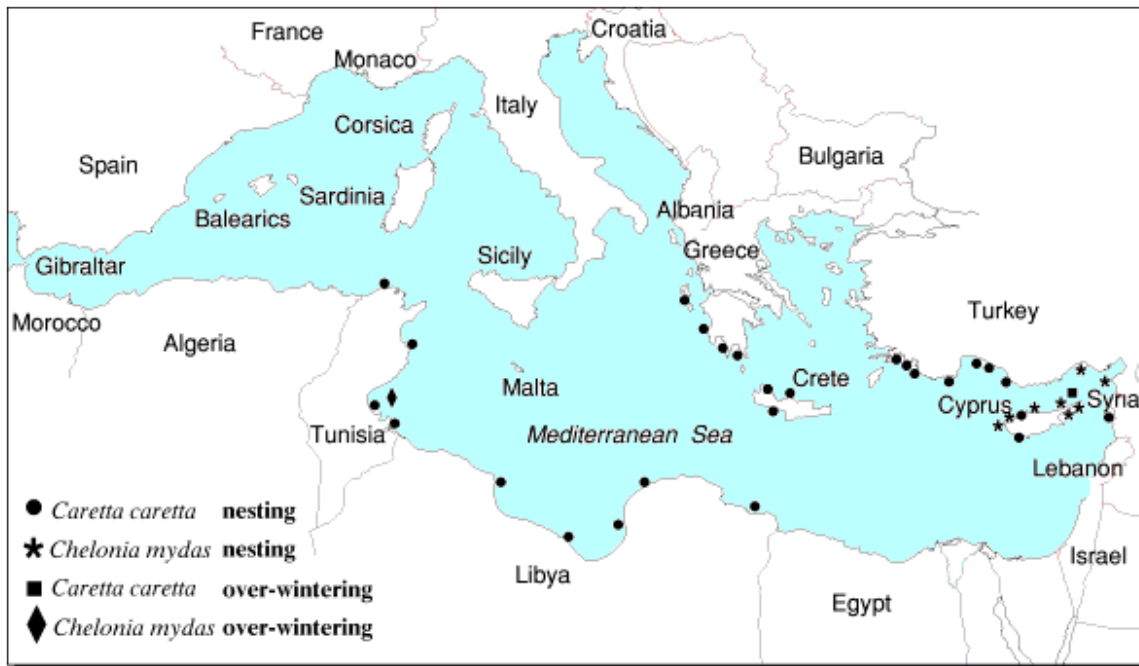 Croatia
France
Monaco
Italy
Corsica
Spain
Bulgaria
Sardinia
Balearics
Albania
Greece
Sicily
Gibraltar
Turkey
Morocco
Algeria
Malta
Crete
Cyprus
Syria
Tunisia
Mediterranean Sea
Lebanon
Caretta caretta nesting
Chelonia mydas nesting
Israel
Libya
Caretta caretta over-wintering
Egypt
Chelonia mydas over-wintering